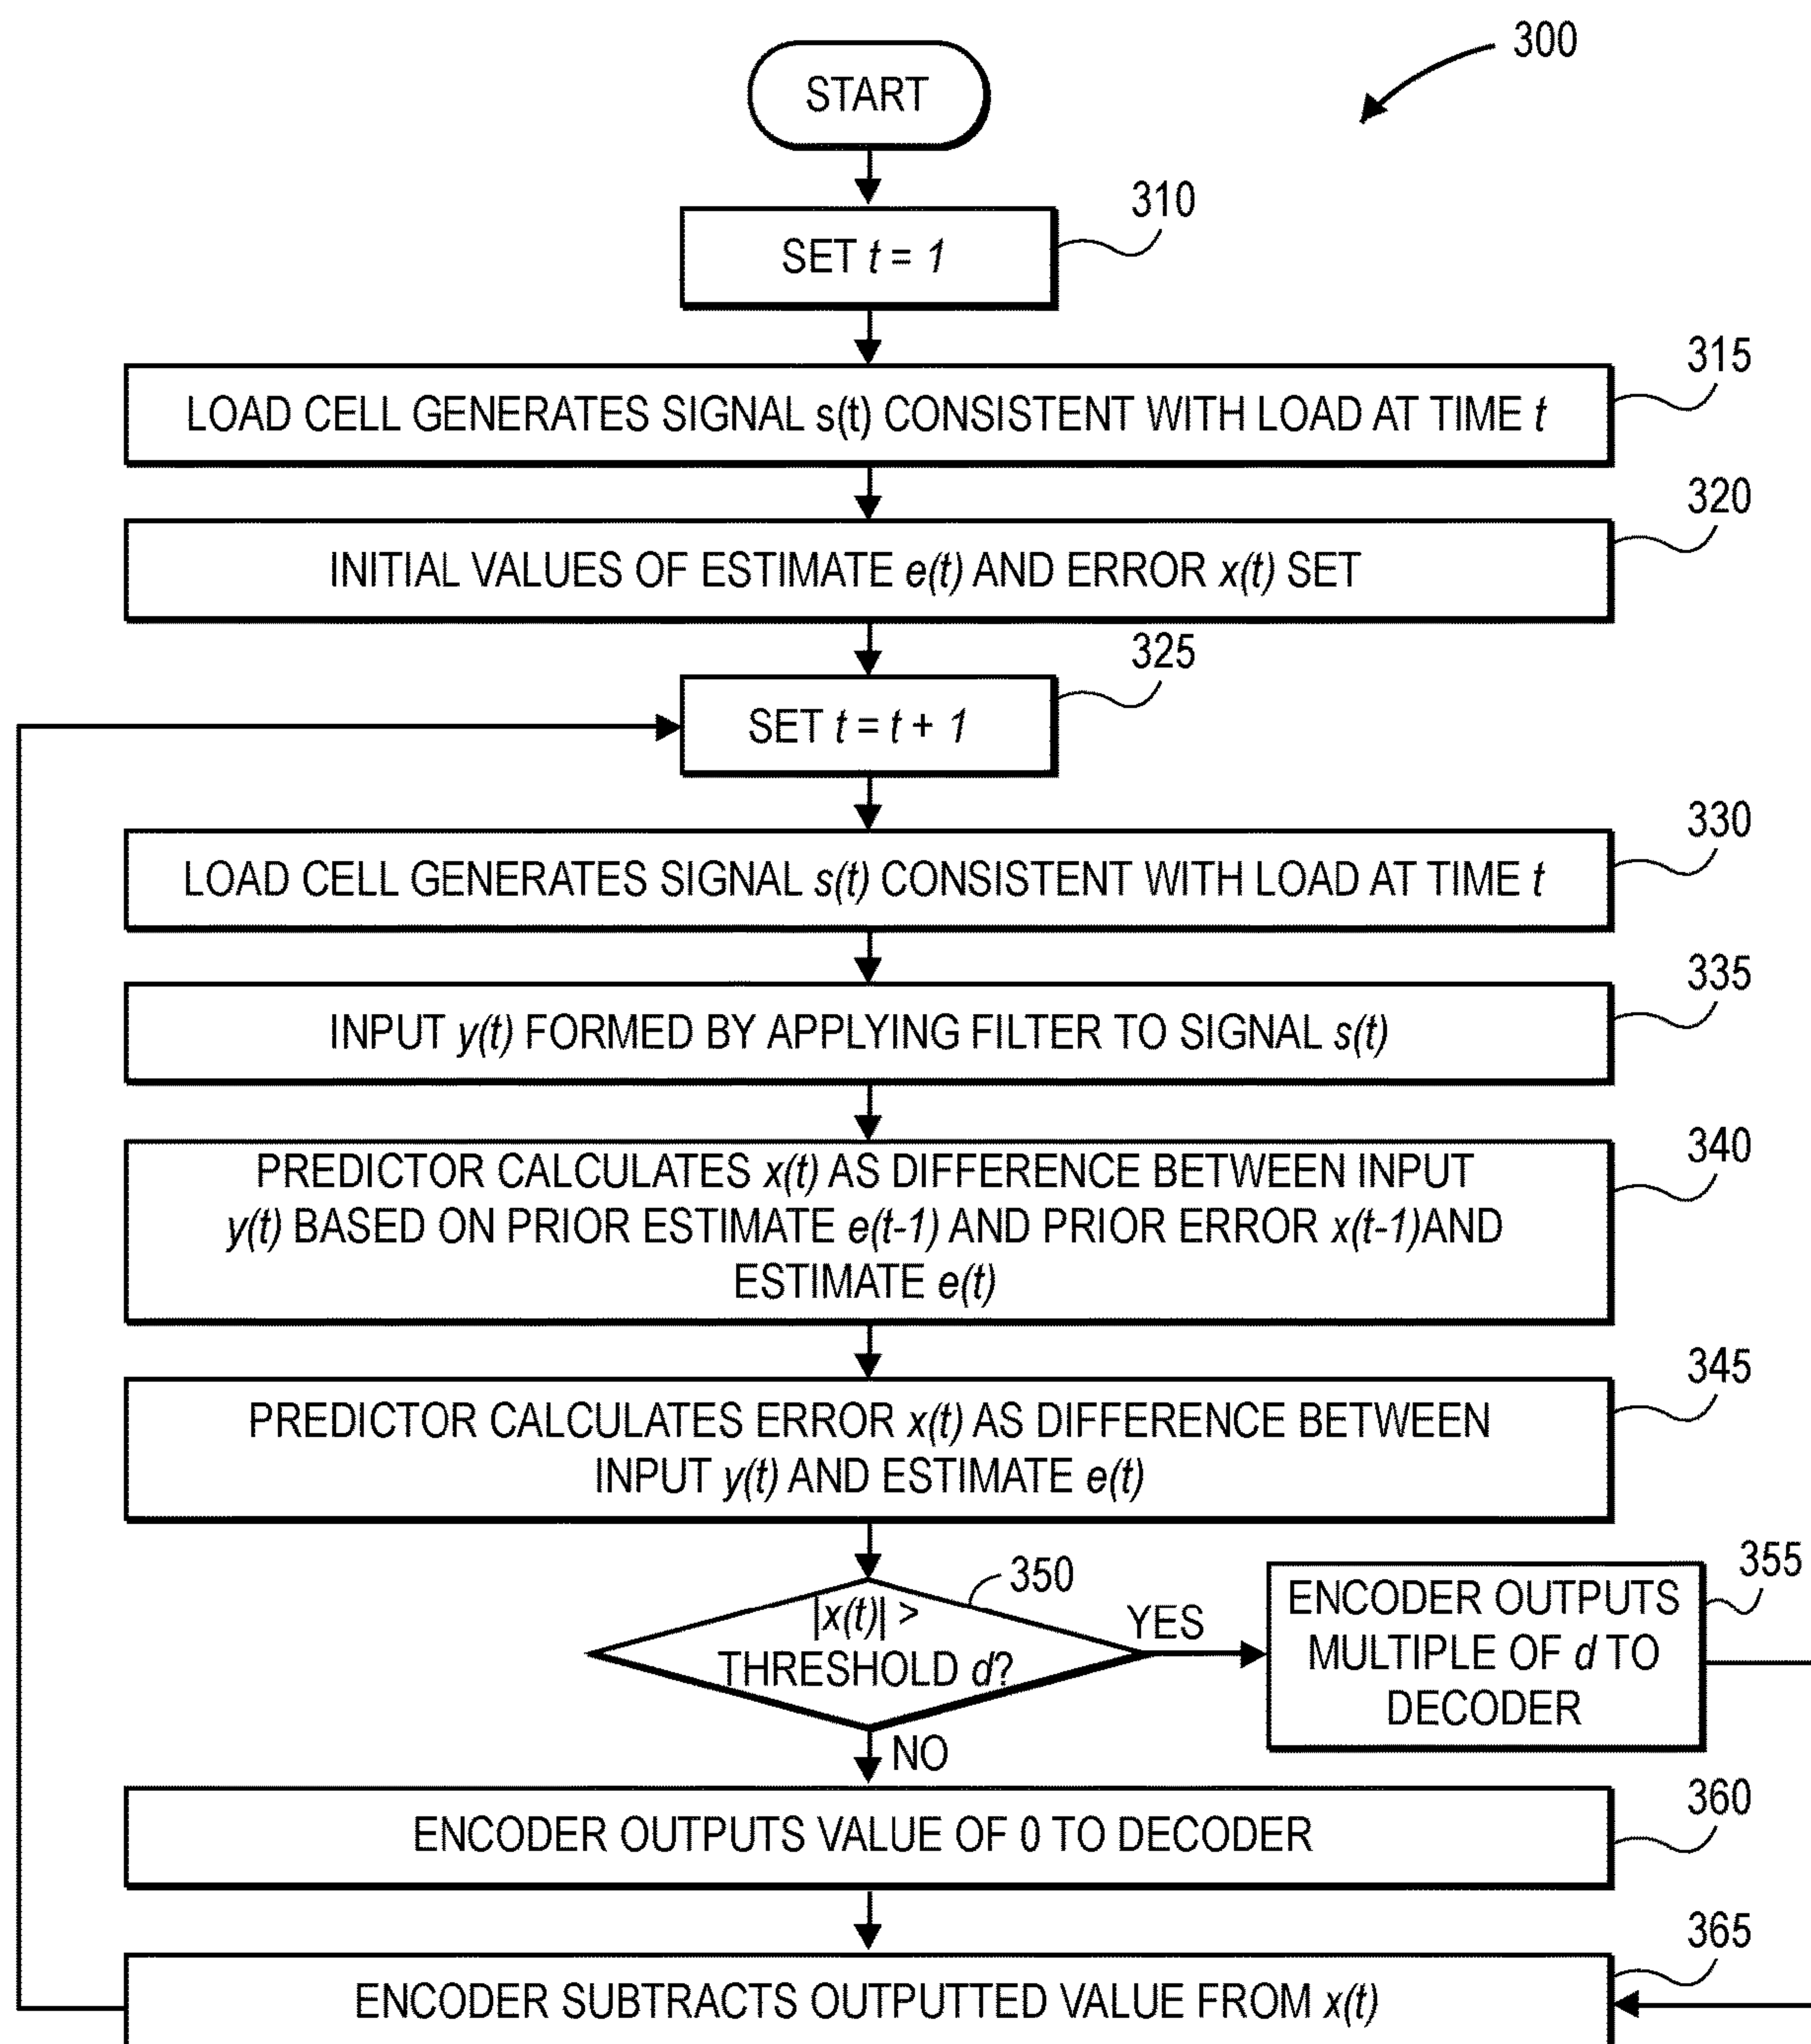 300
START
310
SET t = 1
315
LOAD CELL GENERATES SIGNAL s(t) CONSISTENT WITH LOAD AT TIME t
320
INITIAL VALUES OF ESTIMATE e(t) AND ERROR x(t) SET
325
SET t = t + 1
330
LOAD CELL GENERATES SIGNAL s(t) CONSISTENT WITH LOAD AT TIME t
335
INPUT y(t) FORMED BY APPLYING FILTER TO SIGNAL s(t)
340
PREDICTOR CALCULATES x(t) AS DIFFERENCE BETWEEN INPUT
y(t) BASED ON PRIOR ESTIMATE e(t-1) AND PRIOR ERROR x(t-1)AND
ESTIMATE e(t)
345
PREDICTOR CALCULATES ERROR x(t) AS DIFFERENCE BETWEEN
INPUT y(t) AND ESTIMATE e(t)
350
|x(t)| >
THRESHOLD d?
YES
355
ENCODER OUTPUTS
MULTIPLE OF d TO
DECODER
NO
360
ENCODER OUTPUTS VALUE OF 0 TO DECODER
365
ENCODER SUBTRACTS OUTPUTTED VALUE FROM x(t)